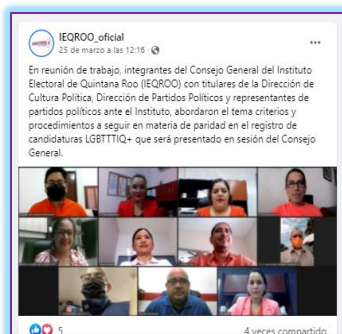 IEQROO_oficial
25 de marzo a las 12:16 ·
En reunión de trabajo, integrantes del Consejo General del Instituto
Electoral de Quintana Roo (IEQROO) con titulares de la Dirección de
Cultura Política, Dirección de Partidos Políticos y representantes de
partidos políticos ante el Instituto, abordaron el tema criterios y
procedimientos a seguir en materia de paridad en el registro de
candidaturas LGBTTTIQ+ que será presentado en sesión del Consejo
General.
5
4 veces compartido